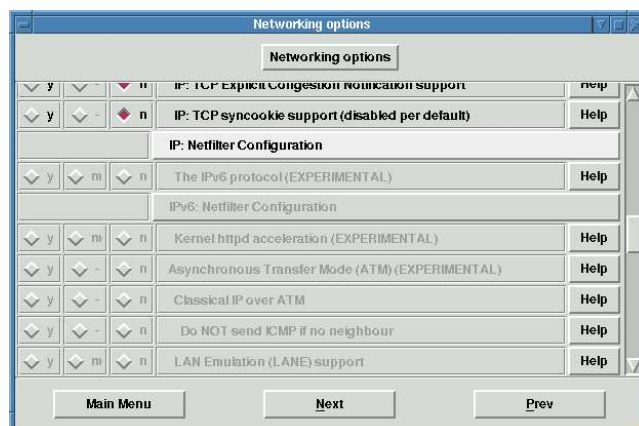 Networking options
Networking options
y - n IP: TCP Explicit Congestion Notification support Help
y - n IP: TCP syncookie support (disabled per default) Help
IP: Netfilter Configuration
y m n The IPv6 protocol (EXPERIMENTAL) Help
IPv6: Netfilter Configuration
y m n Kernel httpd acceleration (EXPERIMENTAL) Help
y - n Asynchronous Transfer Mode (ATM) (EXPERIMENTAL) Help
y - n Classical IP over ATM Help
y - n Do NOT send ICMP if no neighbour Help
y m n LAN Emulation (LANE) support Help
Main Menu Next Prev